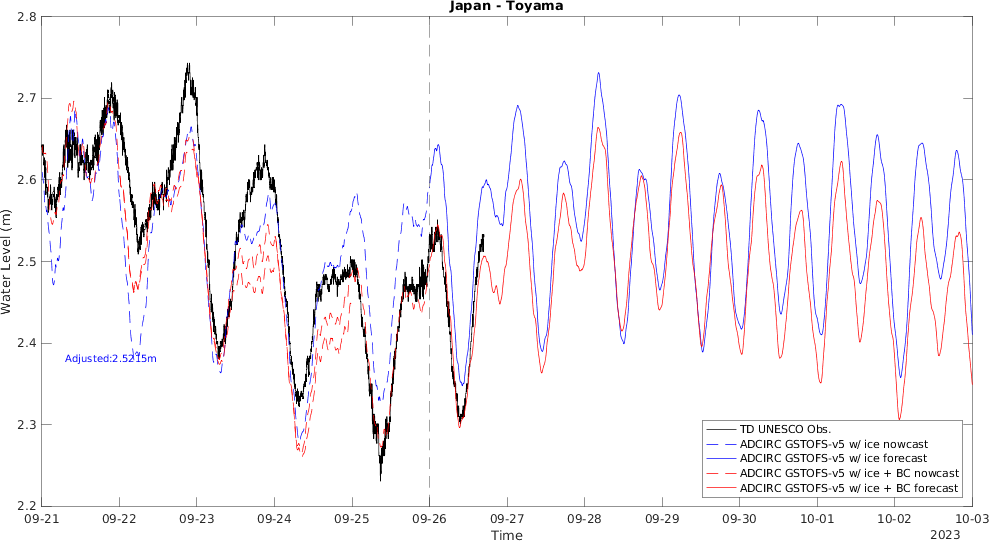 Japan - Toyama
2.8
2.7
2.6
2.5
2.4
2.3
2.2
Water Level (m)
Adjusted:2.5215m
TD UNESCO Obs.
ADCIRC GSTOFS-v5 w/ ice nowcast
ADCIRC GSTOFS-v5 w/ ice forecast
ADCIRC GSTOFS-v5 w/ ice + BC nowcast
ADCIRC GSTOFS-v5 w/ ice + BC forecast
09-21 09-22 09-23 09-24 09-25 09-26 09-27 09-28 09-29 09-30 10-01 10-02 10-03
Time
2023